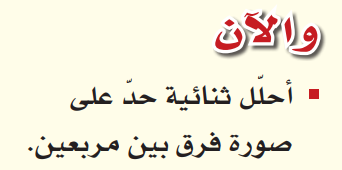 والآن
أحلّل ثنائية حدّ على
صورة فرق بين مربعين.